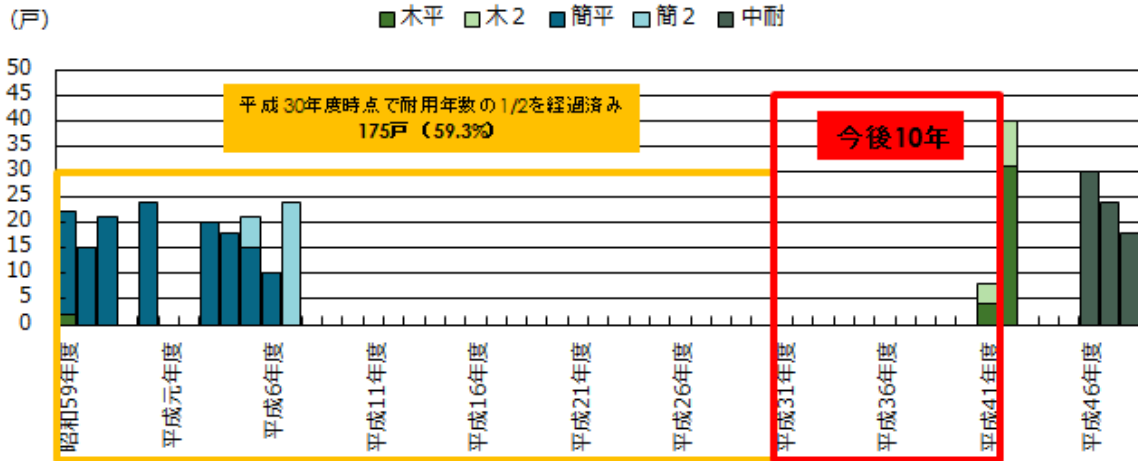 (戸)
木平 木2 簡平 簡2 中耐
50
45
40
35
30
25
20
15
10
5
0
平成30年度時点で耐用年数の1/2を経過済み
175戸(59.3%)
今後10年
昭和59年度
平成元年度
平成6年度
平成11年度
平成16年度
平成21年度
平成26年度
平成31年度
平成36年度
平成41年度
平成46年度